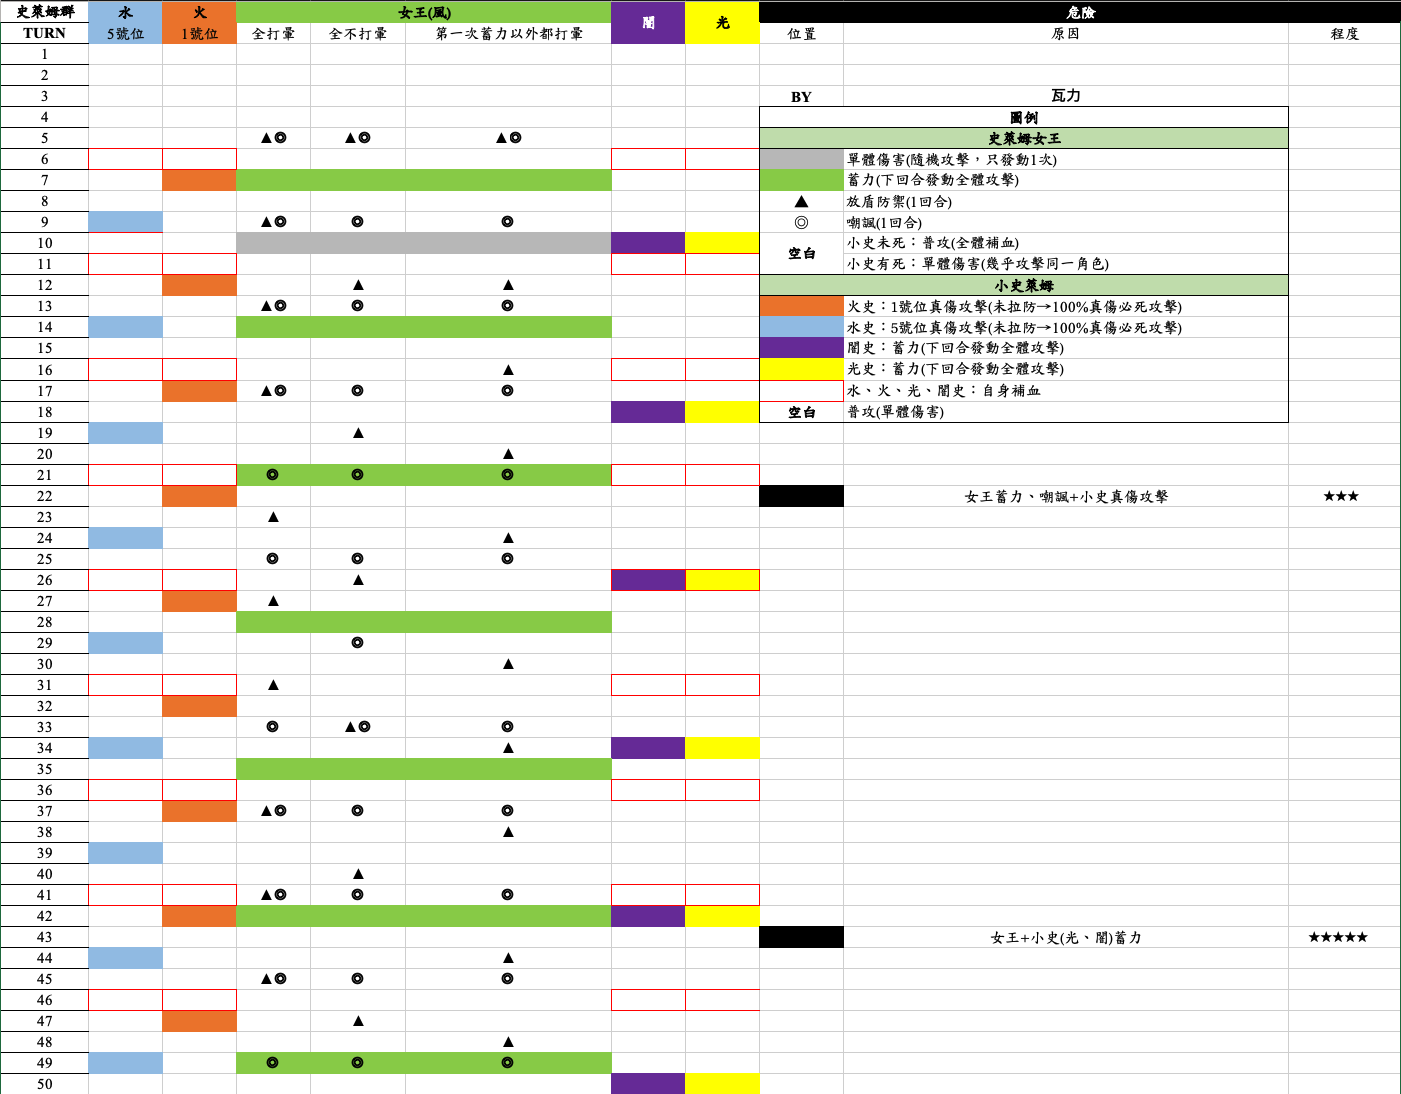 史萊姆群 水 火 女王(風) 闇 光 危險
TURN 5號位 1號位 全打暈 全不打暈 第一次蓄力以外都打暈 位置 原因 程度
1
2
3 BY 瓦力
4 圖例
5 ▲◎ ▲◎ ▲◎ 史萊姆女王
6 單體傷害(隨機攻擊，只發動1次)
7 蓄力(下回合發動全體攻擊)
8 ▲ 放盾防禦(1回合)
9 ▲◎ ◎ ◎ ◎ 嘲諷(1回合)
10 空白 小史未死：普攻(全體補血)
11 小史有死：單體傷害(幾乎攻擊同一角色)
12 ▲ ▲ 小史萊姆
13 ▲◎ ◎ ◎ 火史：1號位真傷攻擊(未拉防→100%真傷必死攻擊)
14 水史：5號位真傷攻擊(未拉防→100%真傷必死攻擊)
15 闇史：蓄力(下回合發動全體攻擊)
16 ▲ 光史：蓄力(下回合發動全體攻擊)
17 ▲◎ ◎ ◎ 水、火、光、闇史：自身補血
18 空白 普攻(單體傷害)
19 ▲
20 ▲
21 ◎ ◎ ◎
22 女王蓄力、嘲諷+小史真傷攻擊 ★★★
23 ▲
24 ▲
25 ◎ ◎ ◎
26 ▲
27 ▲
28
29 ◎
30 ▲
31 ▲
32
33 ◎ ▲◎ ◎
34 ▲
35
36
37 ▲◎ ◎ ◎
38 ▲
39
40 ▲
41 ▲◎ ◎ ◎
42
43 女王+小史(光、闇)蓄力 ★★★★★
44 ▲
45 ▲◎ ◎ ◎
46
47 ▲
48 ▲
49 ◎ ◎ ◎
50